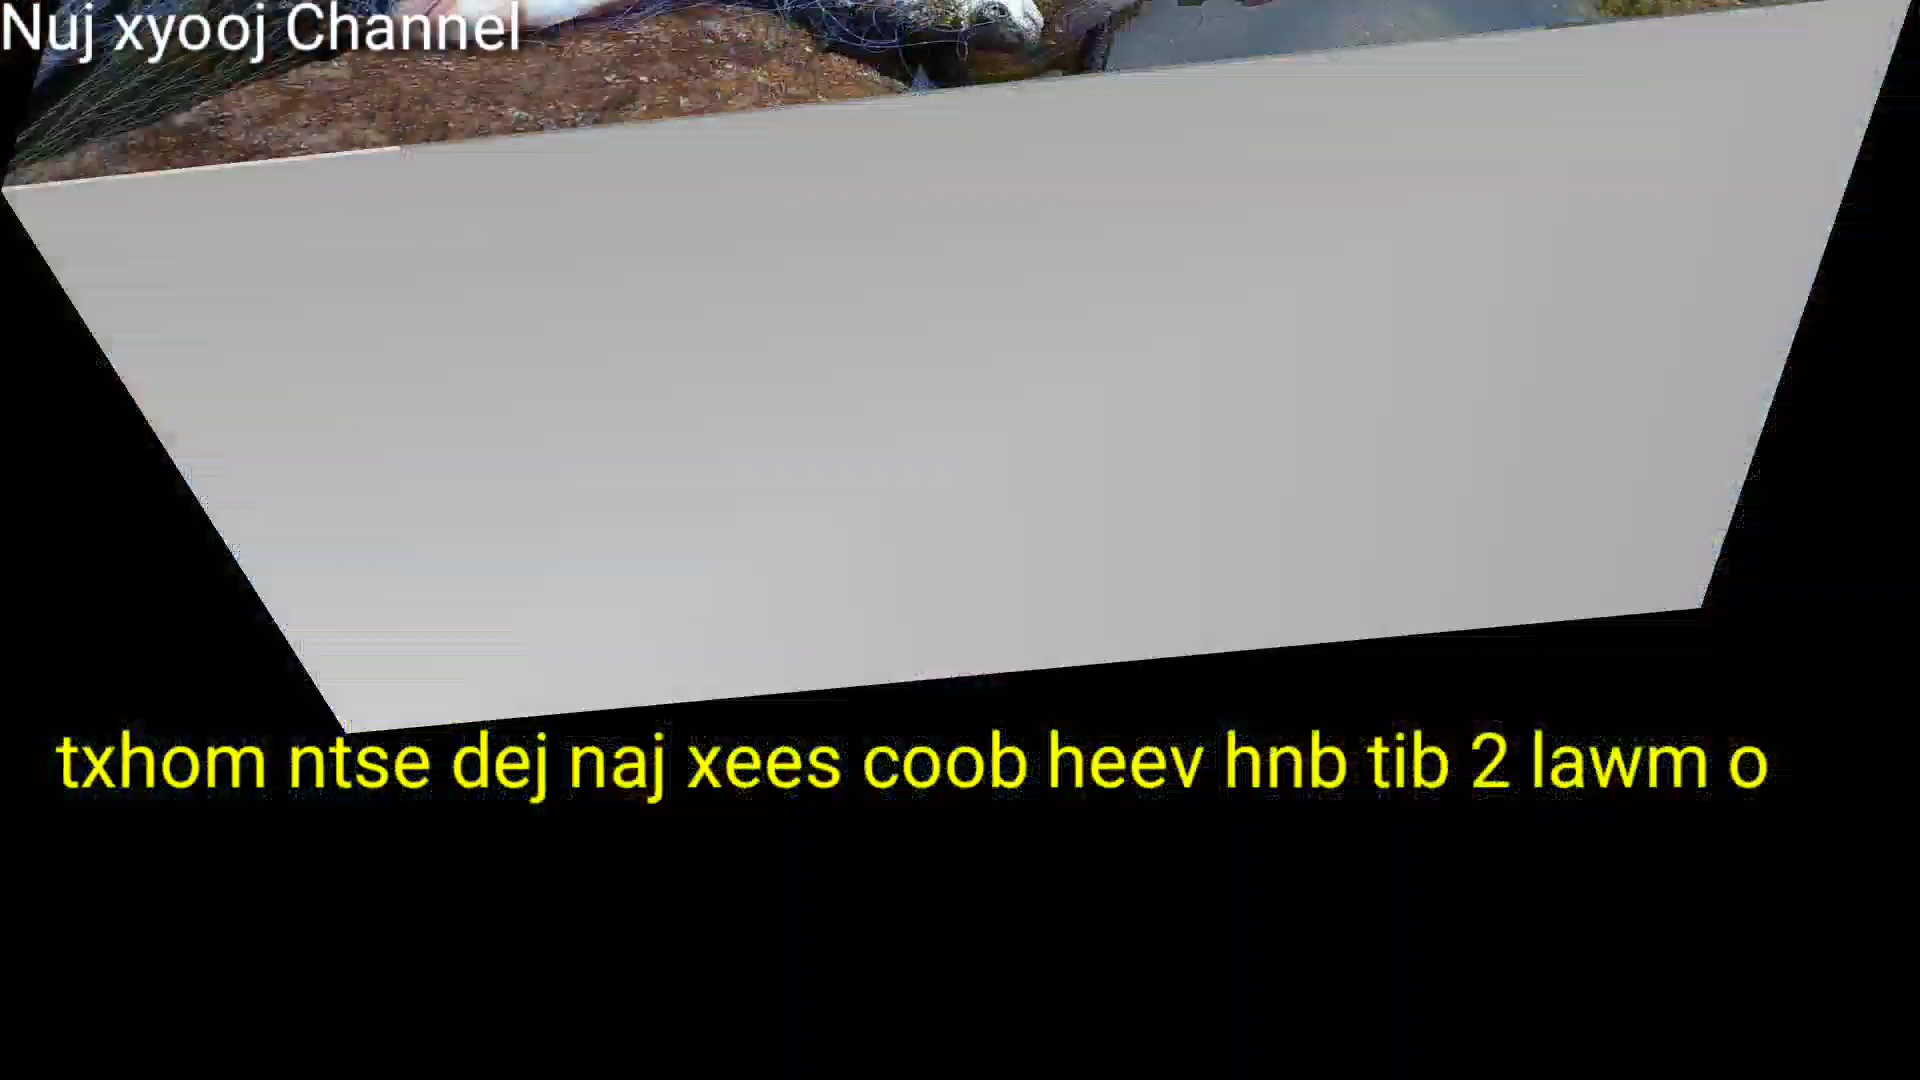 Nuj xyooj Channel
txhom ntse dej naj xees coob heev hnb tib 2 lawm o